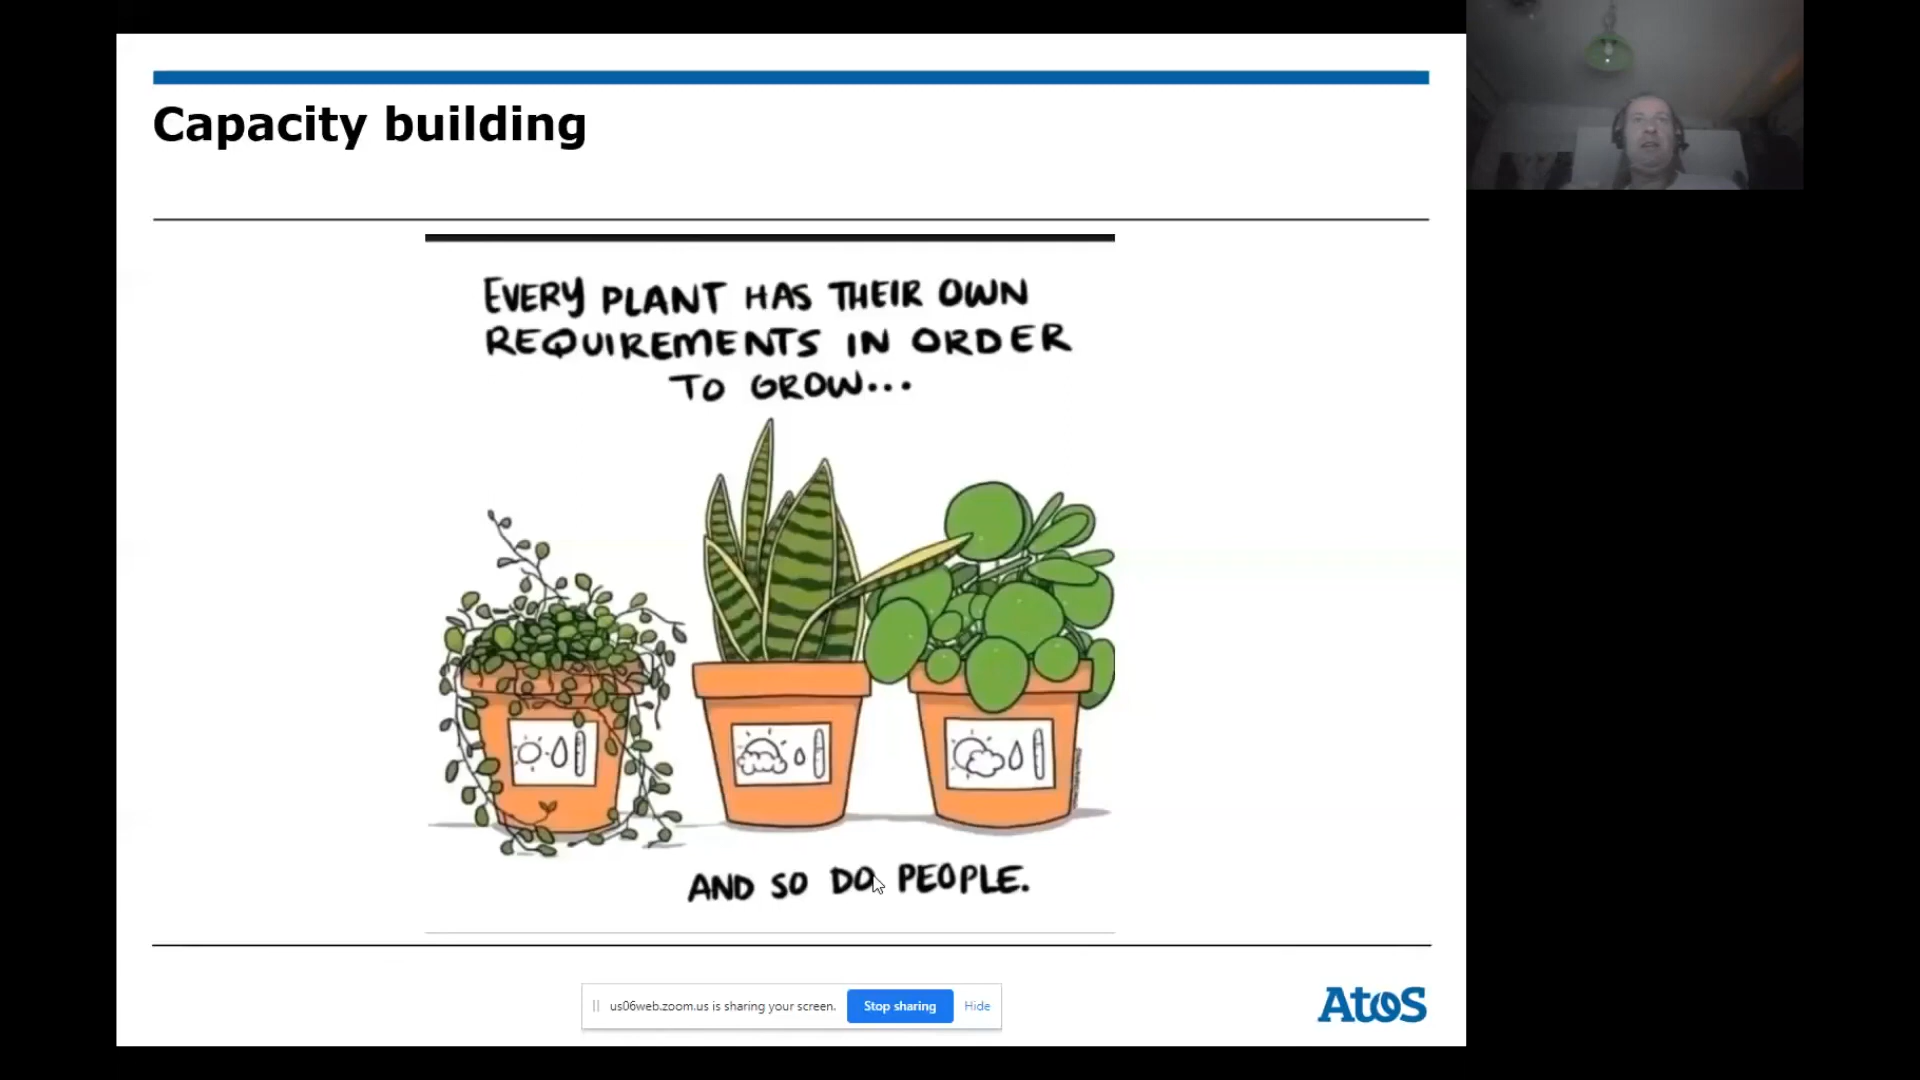 Capacity building
EVERY PLANT HAS THEIR OWN
REQUIREMENTS IN ORDER
TO GROW...
AND SO DO PEOPLE.
us06web.zoom.us is sharing your screen.
Stop sharing
Hide
Atos